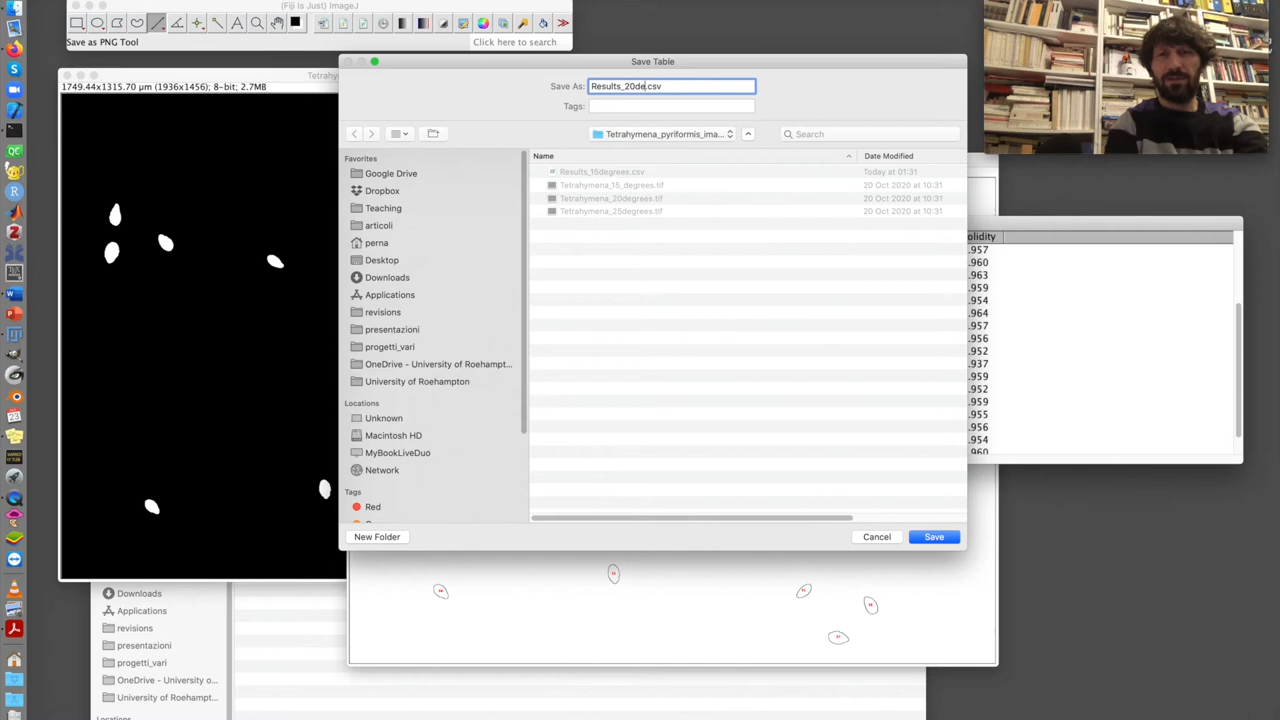 (Fiji Is Just) ImageJ
Save as PNG Tool
Click here to search
Tetrahy
1749.44x1315.70 µm (1936x1456); 8-bit; 2.7MB
Save Table
Save As: Results_20de.csv
Tags:
Tetrahymena_pyriformis_ima...
Search
Name
Date Modified
Results_15degrees.csv Today at 01:31
Tetrahymena_15_degrees.tif 20 Oct 2020 at 10:31
Tetrahymena_20degrees.tif 20 Oct 2020 at 10:31
Tetrahymena_25degrees.tif 20 Oct 2020 at 10:31
Favorites
Google Drive
Dropbox
Teaching
articoli
perna
Desktop
Downloads
Applications
revisions
presentazioni
progetti_vari
OneDrive - University of Roehampt...
University of Roehampton
Locations
Unknown
Macintosh HD
MyBookLiveDuo
Network
Tags
Red
New Folder
Cancel
Save
olidity
.957
.960
.963
.959
.954
.964
.957
.956
.952
.937
.959
.952
.959
.955
.956
.954
.960
Downloads
Applications
revisions
presentazioni
progetti_vari
OneDrive - University o...
University of Roehampt...
Locations